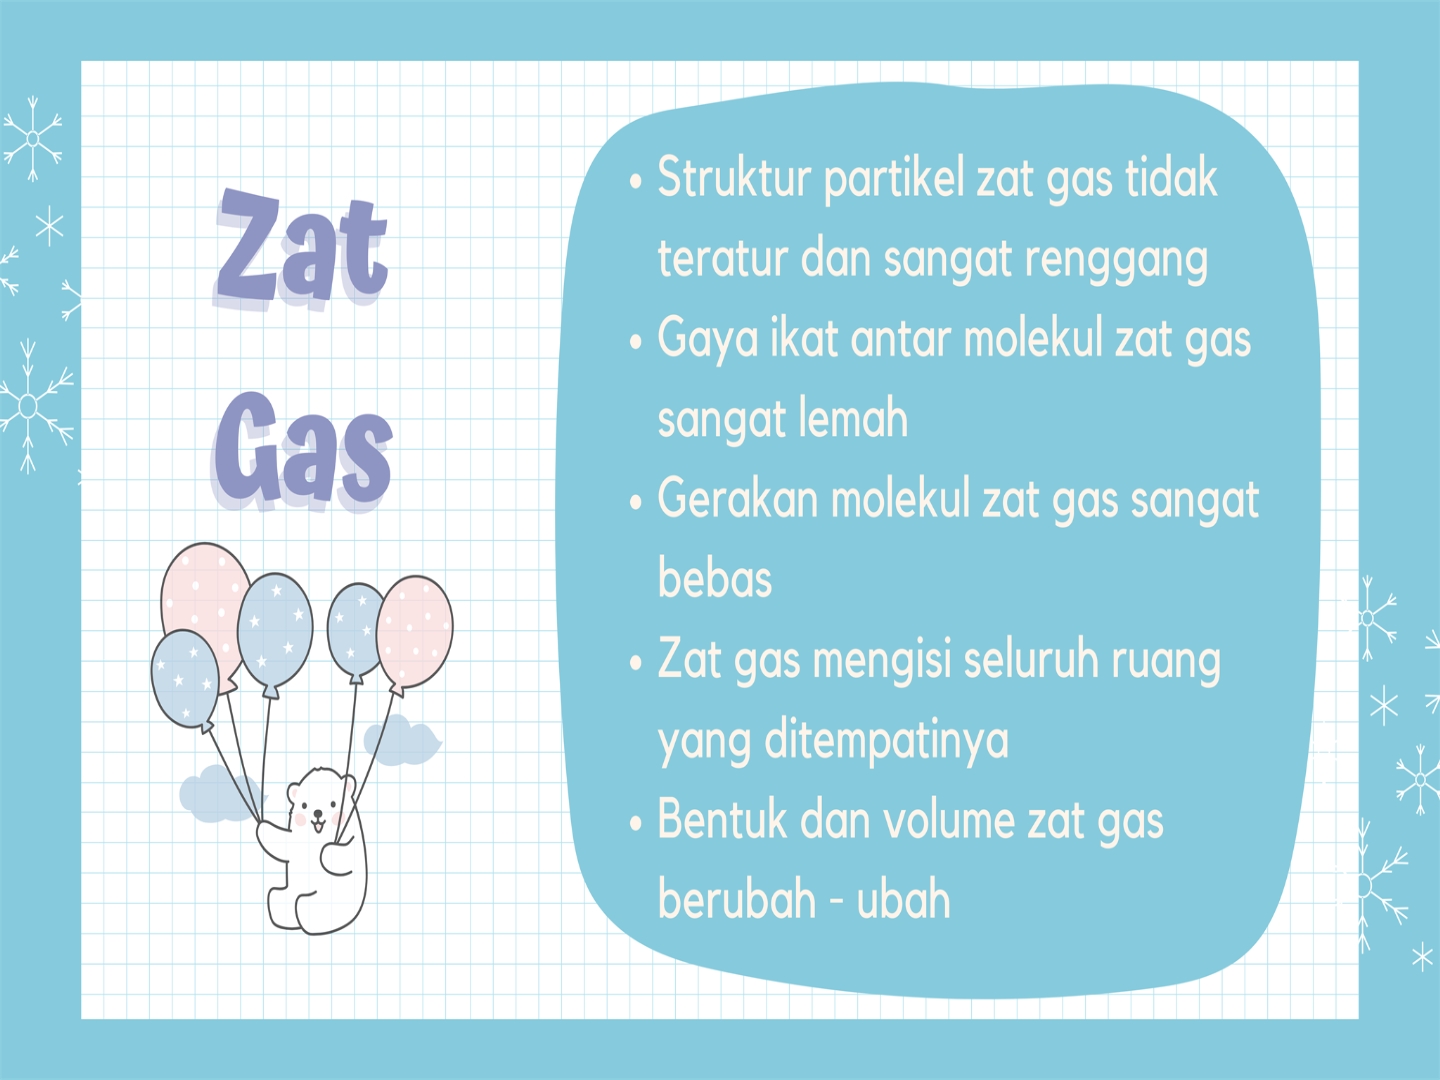 Zat
Gas
• Struktur partikel zat gas tidak
teratur dan sangat renggang
• Gaya ikat antar molekul zat gas
sangat lemah
• Gerakan molekul zat gas sangat
bebas
• Zat gas mengisi seluruh ruang
yang ditempatinya
• Bentuk dan volume zat gas
berubah - ubah